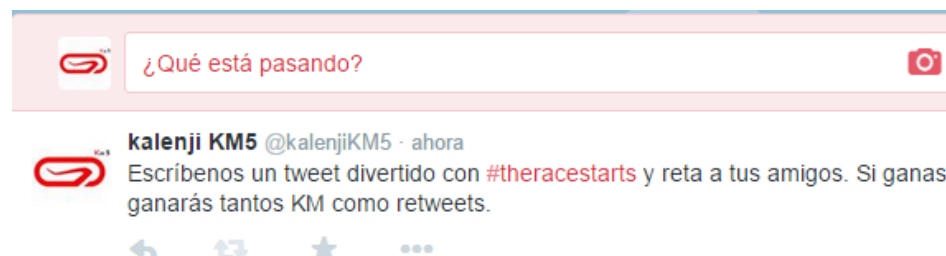 ¿Qué está pasando?
kalenji KM5 @kalenjiKM5 · ahora
Escríbenos un tweet divertido con #theracestarts y reta a tus amigos. Si ganas
ganarás tantos KM como retweets.